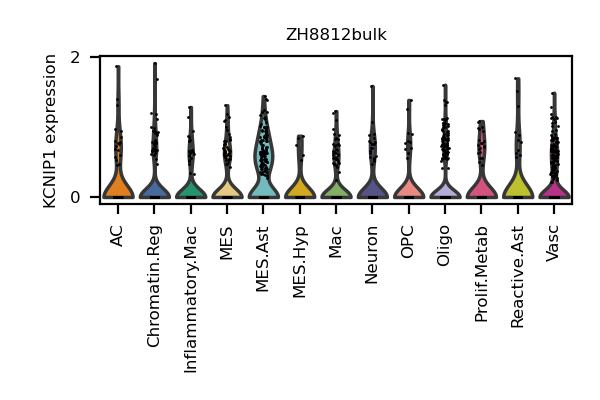 ZH8812bulk
KCNIP1 expression
2
0
AC
Chromatin.Reg
Inflammatory.Mac
MES
MES.Ast
MES.Hyp
Mac
Neuron
OPC
Oligo
Prolif.Metab
Reactive.Ast
Vasc